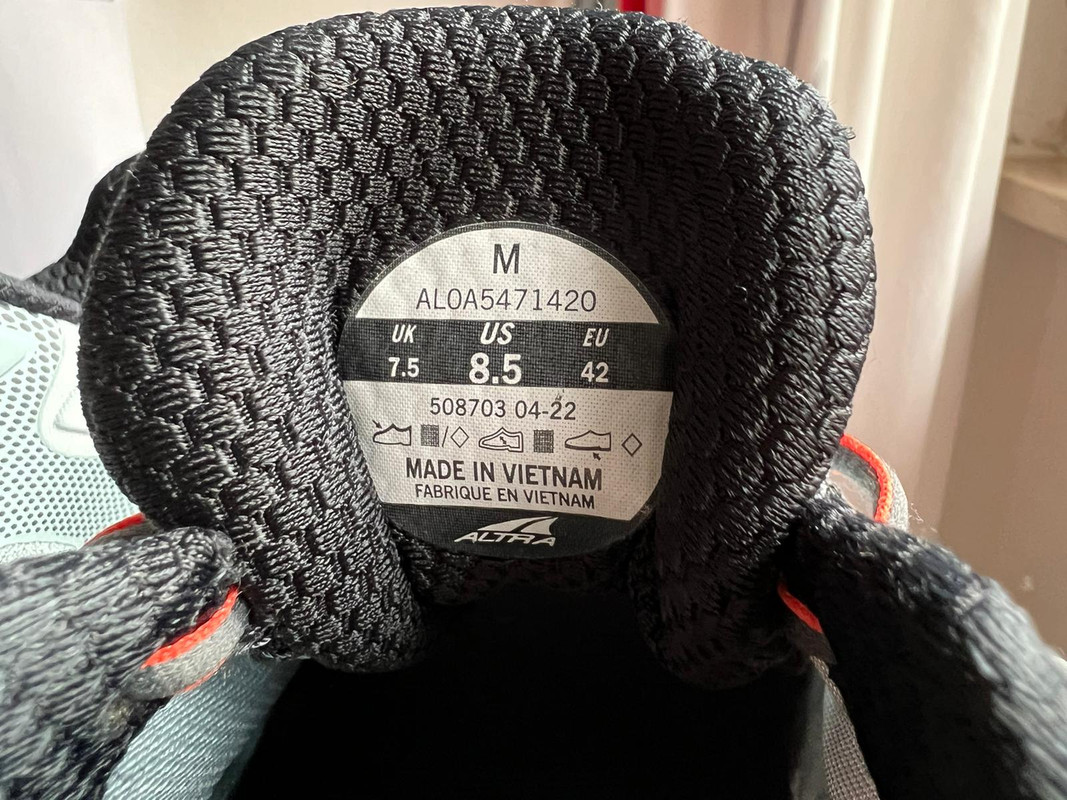 M
AL0A5471420
UK US EU
7.5 8.5 42
508703 04-22
MADE IN VIETNAM
FABRIQUE EN VIETNAM
ALTRA